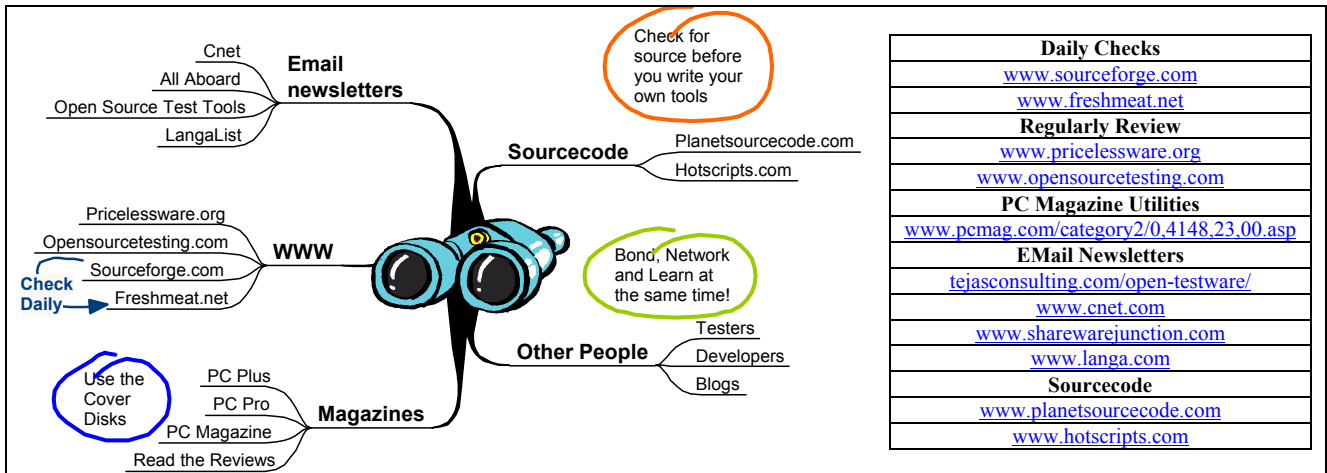 Cnet
All Aboard
Open Source Test Tools
LangaList
Email
newsletters
Check for
source before
you write your
own tools
Sourcecode
Planetsourcecode.com
Hotscripts.com
Pricelessware.org
Opensourcetesting.com
Sourceforge.com
Freshmeat.net
WWW
Check
Daily
Bond, Network
and Learn at
the same time!
Other People
Testers
Developers
Blogs
Use the
Cover
Disks
PC Plus
PC Pro
PC Magazine
Read the Reviews
Magazines
Daily Checks
www.sourceforge.com
www.freshmeat.net
Regularly Review
www.pricelessware.org
www.opensourcetesting.com
PC Magazine Utilities
www.pcmag.com/category2/0,4148,23,00.asp
EMail Newsletters
tejasconsulting.com/open-testware/
www.cnet.com
www.sharewarejunction.com
www.langa.com
Sourcecode
www.planetsourcecode.com
www.hotscripts.com